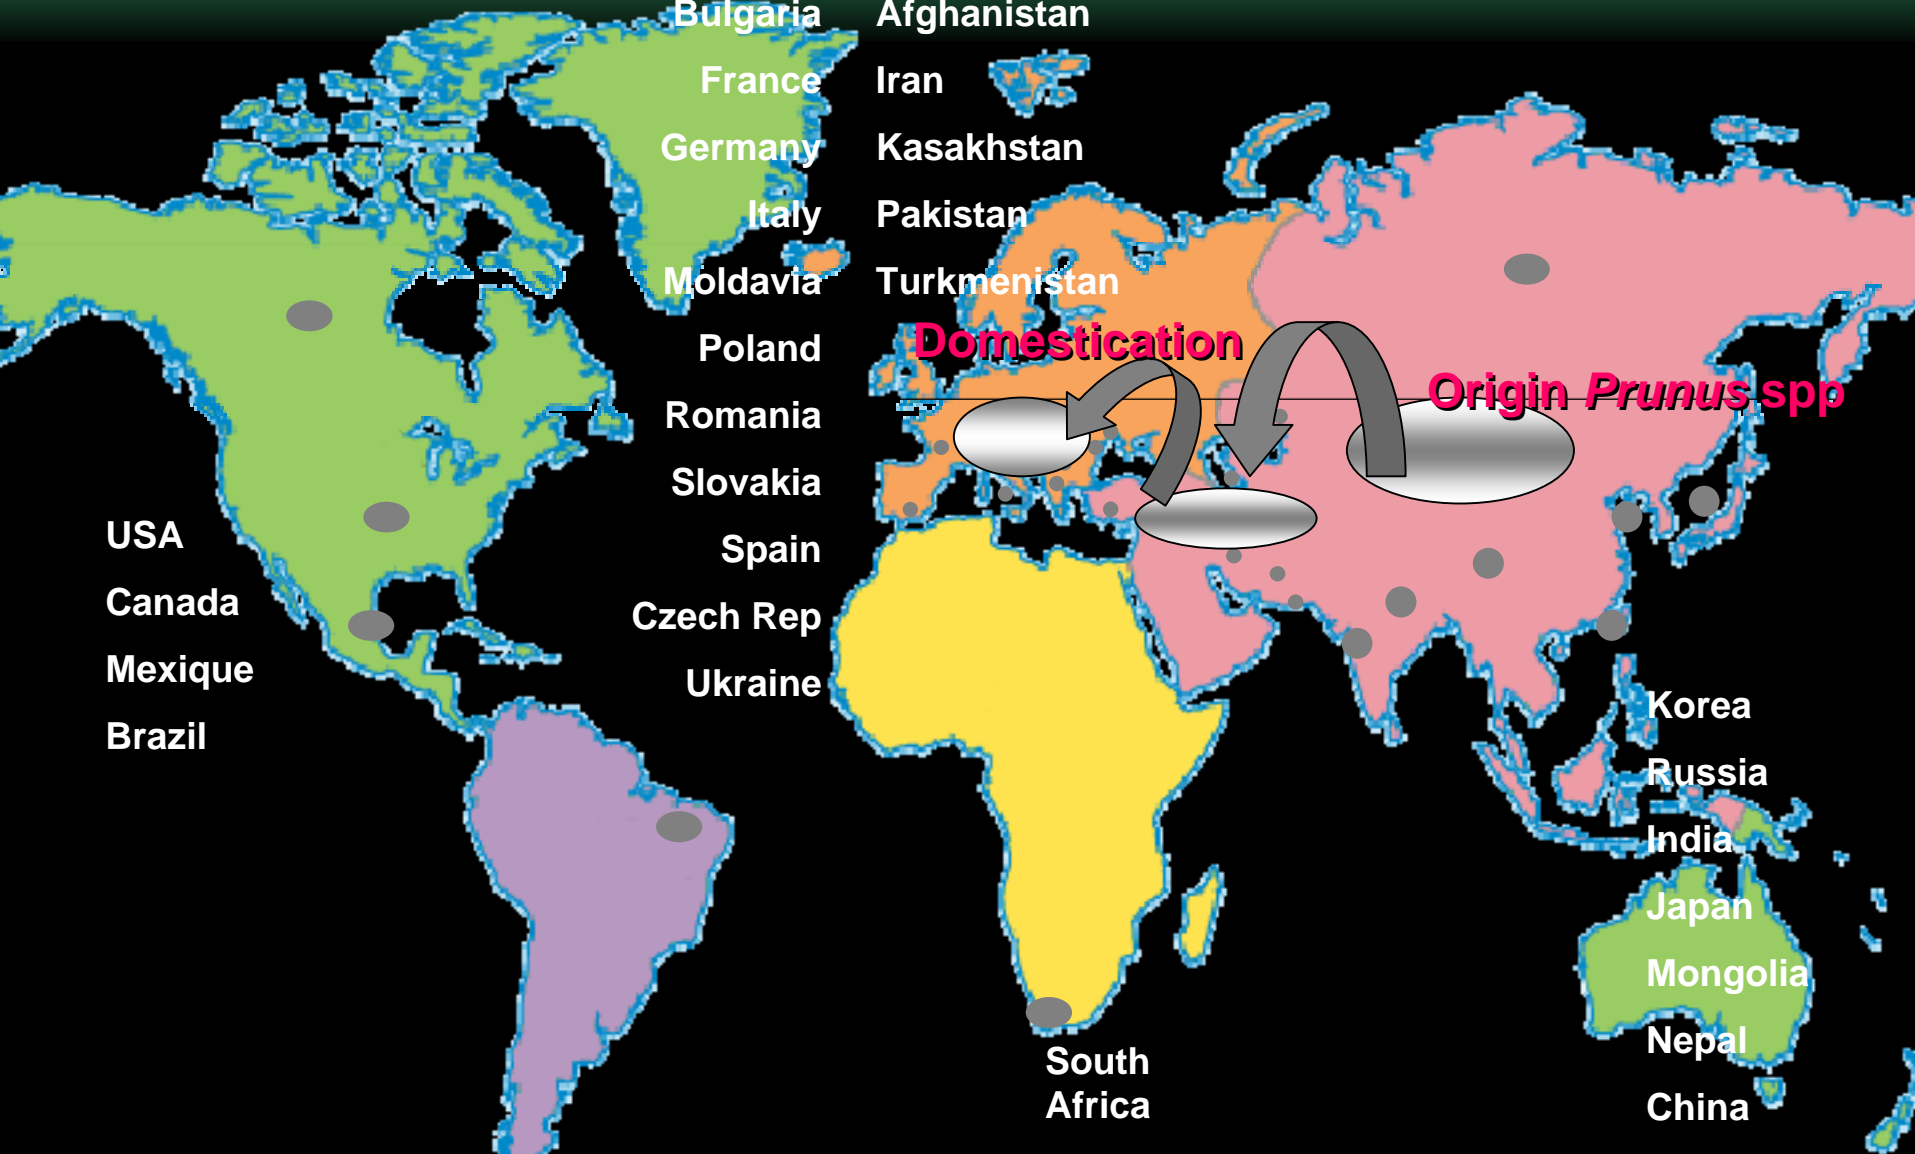 Bulgaria
France
Germany
Italy
Moldavia
Poland
Romania
Slovakia
Spain
Czech Rep
Ukraine
Afghanistan
Iran
Kasakhstan
Pakistan
Turkmenistan
Domestication
Origin Prunus spp
USA
Canada
Mexique
Brazil
South
Africa
Korea
Russia
India
Japan
Mongolia
Nepal
China